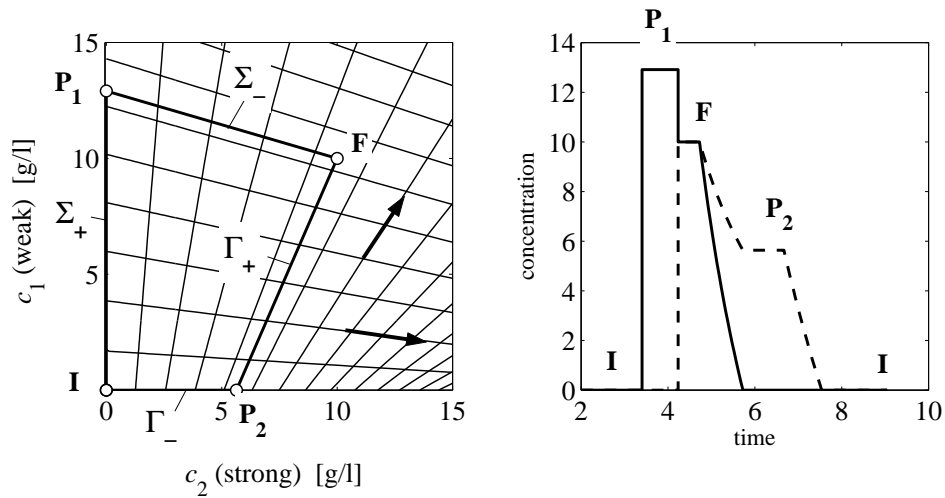 15
10
5
0
0
5
10
15
c1 (weak) [g/l]
c2 (strong) [g/l]
P1
Σ−
F
Σ+
Γ+
I
Γ−
P2
P1
14
12
10
8
6
4
2
0
2
4
6
8
10
concentration
time
F
P2
I
I